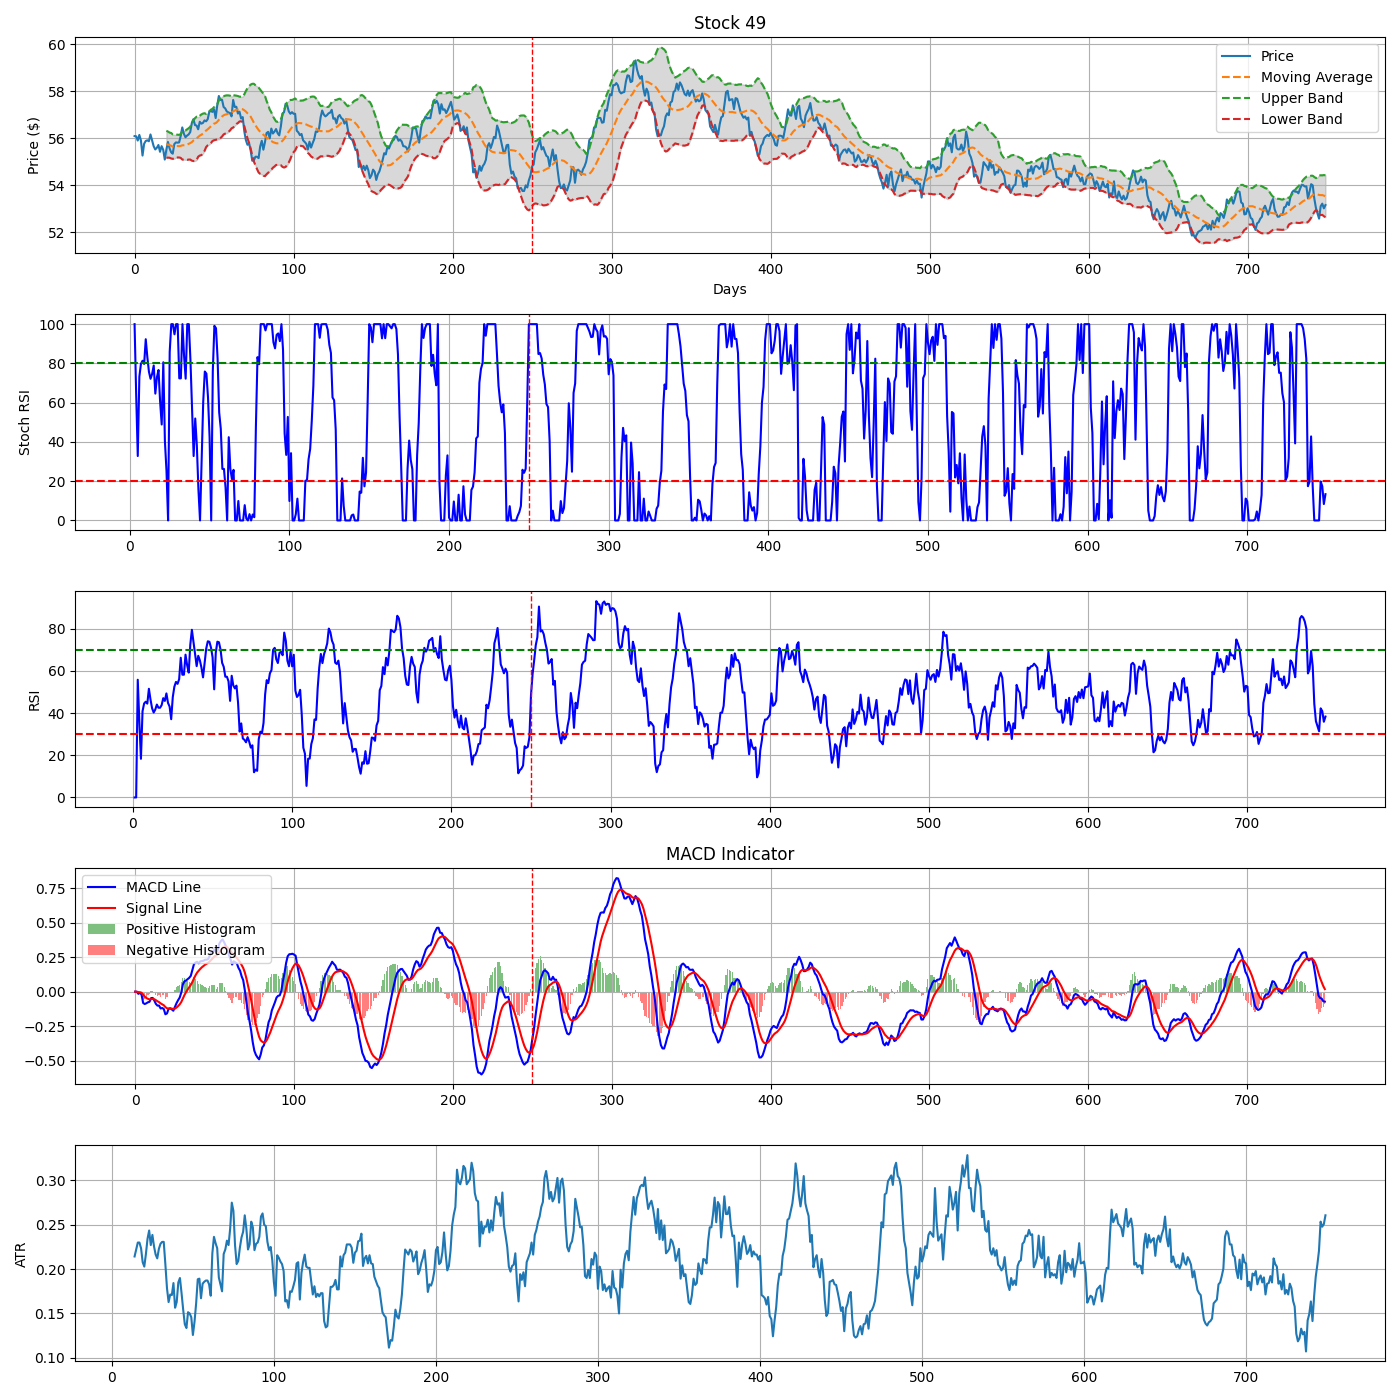 Stock 49
60
58
56
54
52
Price ($)
Price
Moving Average
Upper Band
Lower Band
0 100 200 300 400 500 600 700
Days
100
80
60
40
20
0
Stoch RSI
0 100 200 300 400 500 600 700
80
60
40
20
0
RSI
0 100 200 300 400 500 600 700
MACD Indicator
0.75
0.50
0.25
0.00
−0.25
−0.50
MACD Line
Signal Line
Positive Histogram
Negative Histogram
0 100 200 300 400 500 600 700
0.30
0.25
0.20
0.15
0.10
ATR
0 100 200 300 400 500 600 700